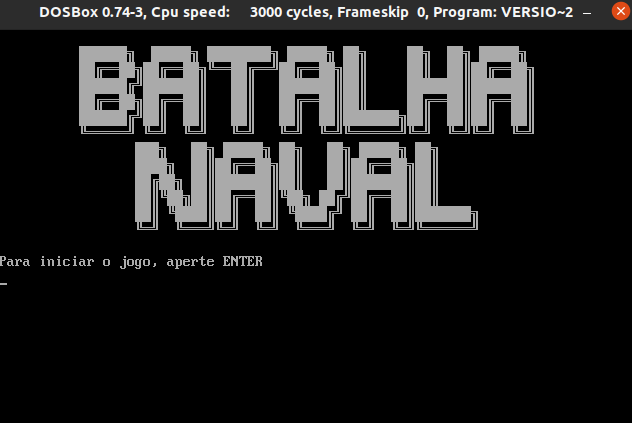 DOSBox 0.74-3, Cpu speed: 3000 cycles, Frameskip 0, Program: VERSIO~2
BATALHA
NAVAL
Para iniciar o jogo, aperte ENTER